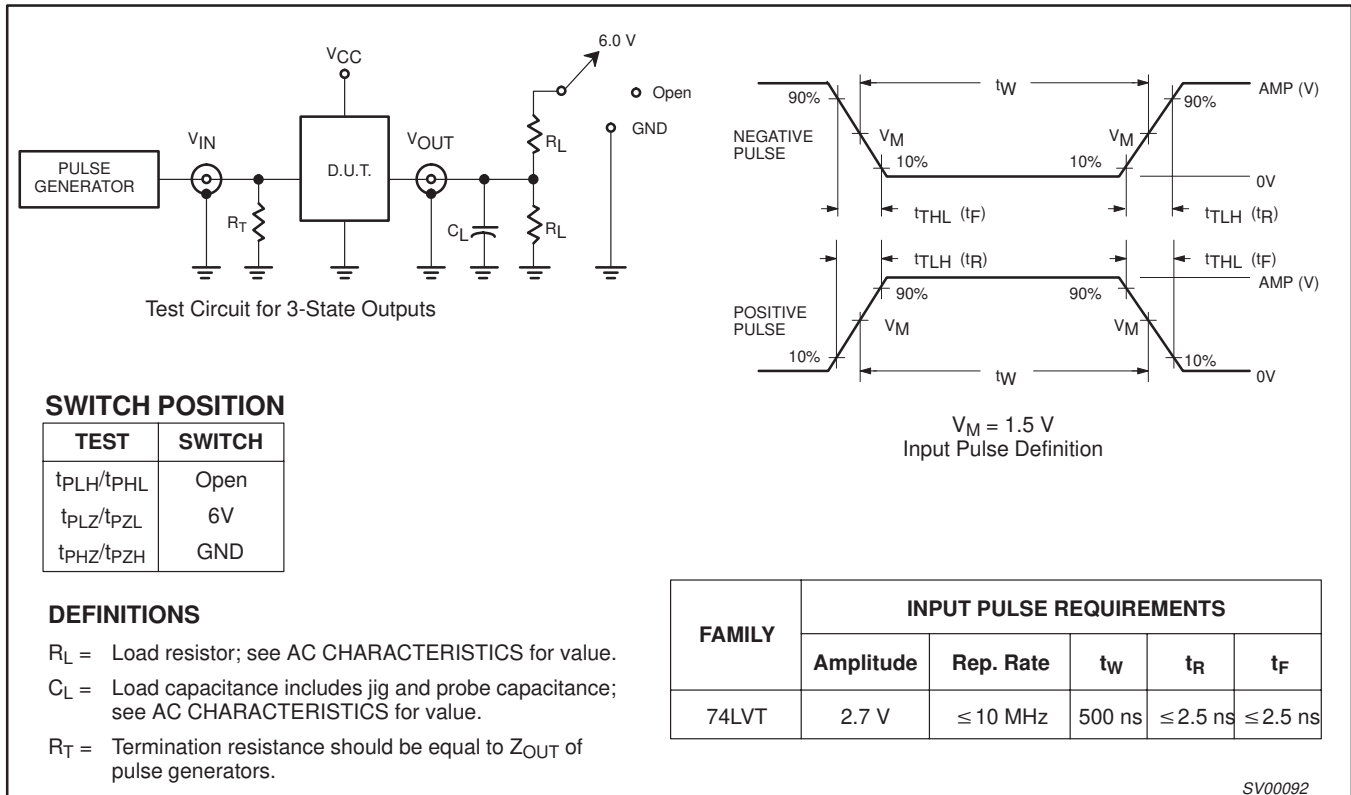 6.0 V
VCC
Open
GND
VIN
VOUT
RL
PULSE
GENERATOR
D.U.T.
RT
CL
RL
Test Circuit for 3-State Outputs
tW
AMP (V)
90%
90%
NEGATIVE
PULSE
VM
VM
10%
10%
0V
tTHL (tF)
tTLH (tR)
tTLH (tR)
tTHL (tF)
AMP (V)
90%
90%
POSITIVE
PULSE
VM
VM
10%
10%
tW
0V
VM = 1.5 V
Input Pulse Definition
SWITCH POSITION
TEST SWITCH
tPLH/tPHL Open
tPLZ/tPZL 6V
tPHZ/tPZH GND
DEFINITIONS
RL = Load resistor; see AC CHARACTERISTICS for value.
CL = Load capacitance includes jig and probe capacitance;
see AC CHARACTERISTICS for value.
RT = Termination resistance should be equal to ZOUT of
pulse generators.
FAMILY INPUT PULSE REQUIREMENTS
Amplitude Rep. Rate tW tR tF
74LVT 2.7 V ≤ 10 MHz 500 ns ≤ 2.5 ns ≤ 2.5 ns
SV00092